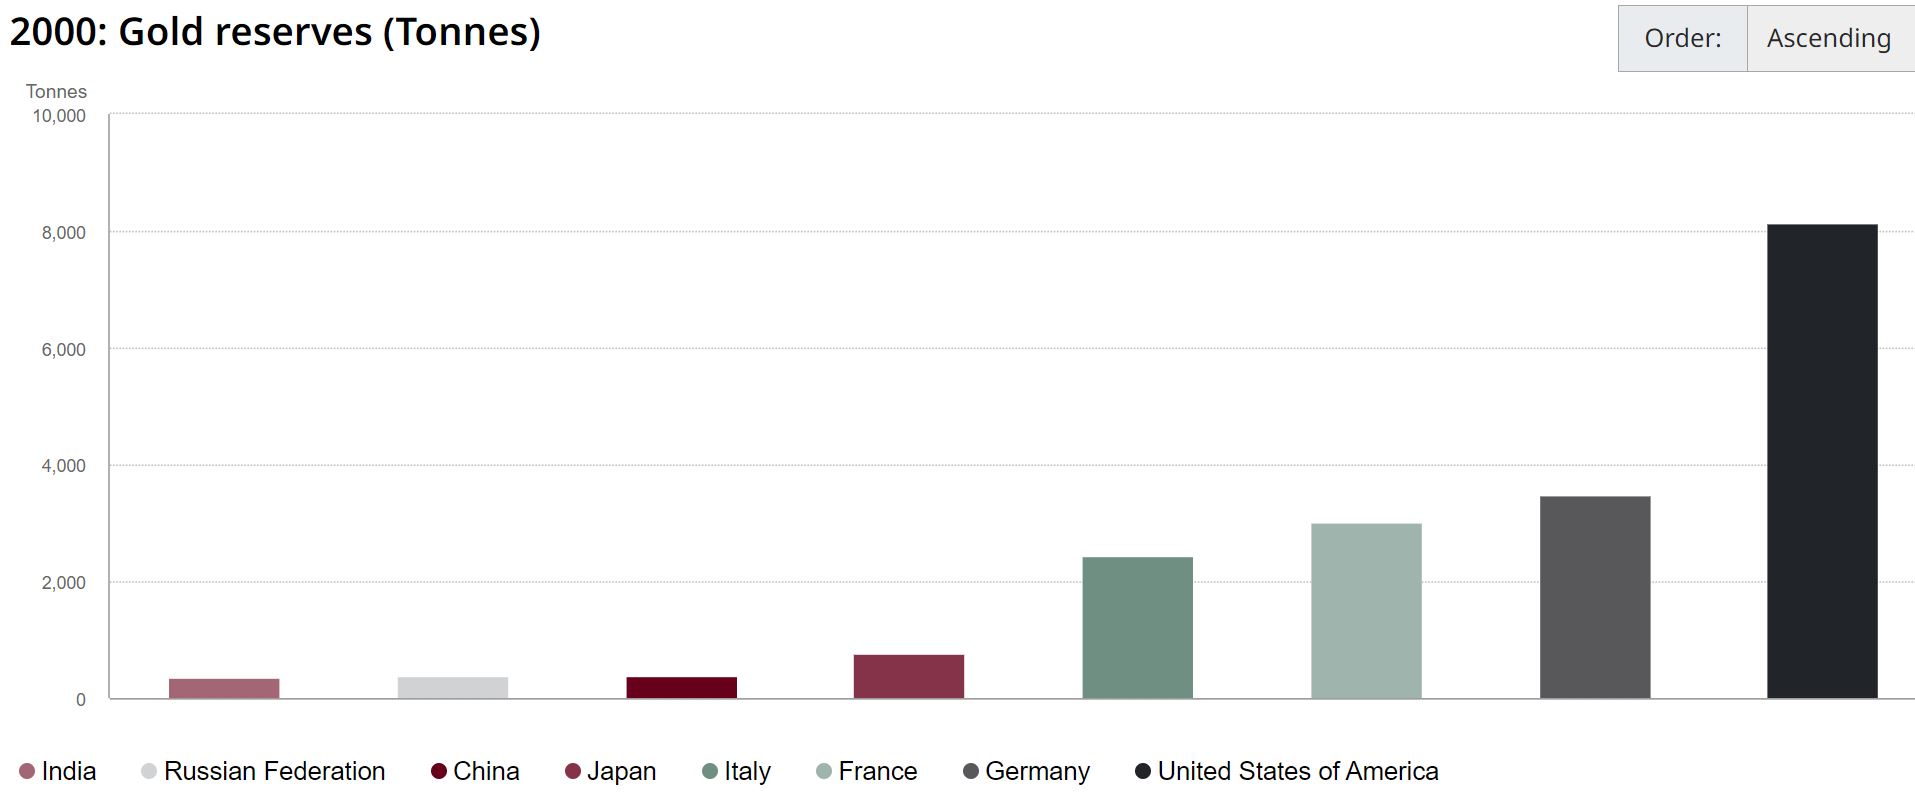 2000: Gold reserves (Tonnes)
Order: Ascending
Tonnes
10,000
8,000
6,000
4,000
2,000
0
India Russian Federation China Japan Italy France Germany United States of America